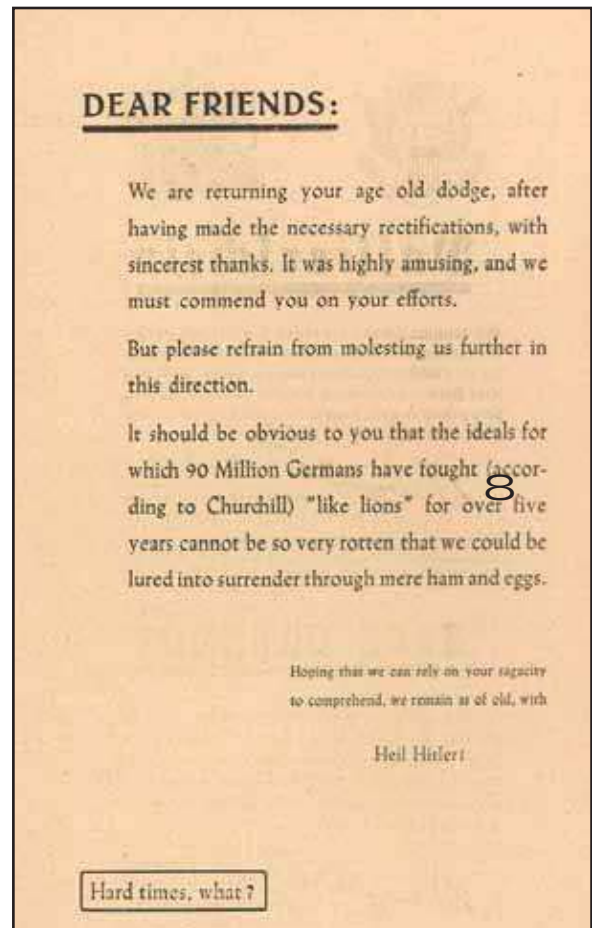 DEAR FRIENDS:
We are returning your age old dodge, after
having made the necessary rectifications, with
sincerest thanks. It was highly amusing, and we
must commend you on your efforts.
But please refrain from molesting us further in
this direction.
It should be obvious to you that the ideals for
which 90 Million Germans have fought (accor-
8
ding to Churchill) "like lions" for over five
years cannot be so very rotten that we could be
lured into surrender through mere ham and eggs.
Hoping that we can rely on your sagacity
to comprehend, we remain as of old, with
Heil Hitler!
Hard times, what?